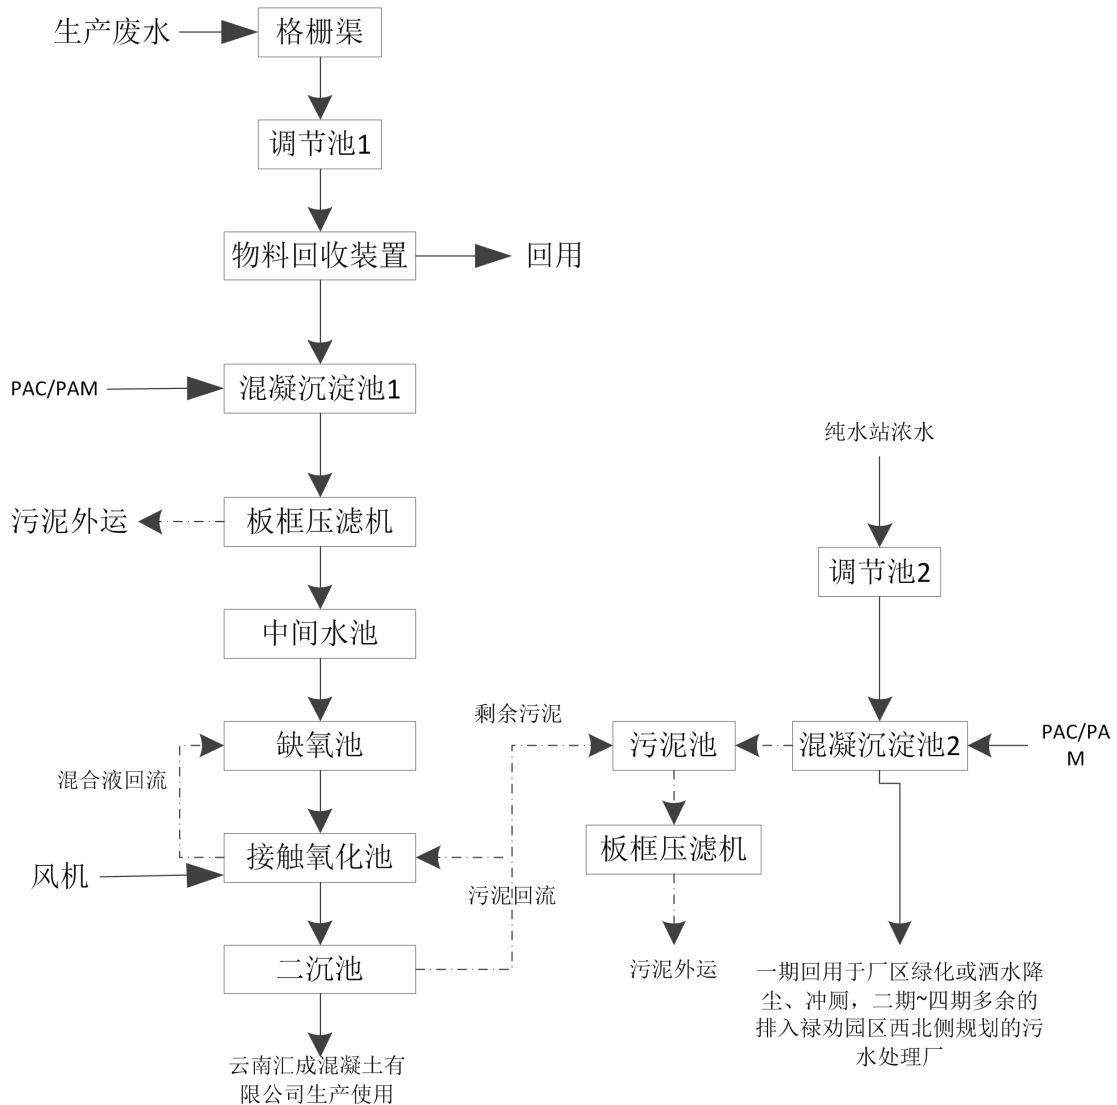 生产废水
格栅渠
调节池1
物料回收装置
回用
PAC/PAM
混凝沉淀池1
纯水站浓水
污泥外运
板框压滤机
调节池2
中间水池
剩余污泥
缺氧池
污泥池
混凝沉淀池2
PAC/PA
M
混合液回流
接触氧化池
板框压滤机
风机
污泥回流
二沉池
污泥外运
一期回用于厂区绿化或洒水降
尘、冲厕，二期~四期多余的
排入禄劝园区西北侧规划的污
水处理厂
云南汇成混凝土有
限公司生产使用